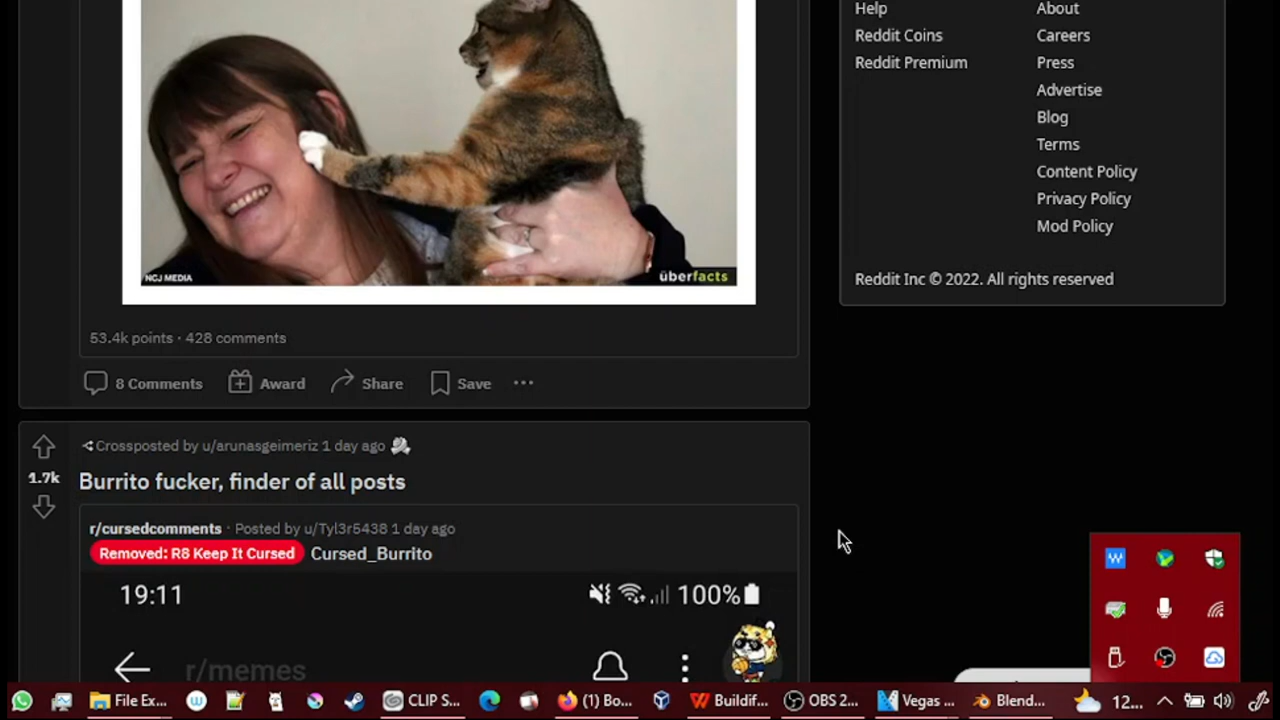 Help
About
Reddit Coins
Careers
Reddit Premium
Press
Advertise
Blog
Terms
Content Policy
Privacy Policy
Mod Policy
Reddit Inc © 2022. All rights reserved
NCJ MEDIA
überfacts
53.4k points · 428 comments
8 Comments
Award
Share
Save
Crossposted by u/arunasgeimeriz 1 day ago
1.7k
Burrito fucker, finder of all posts
r/cursedcomments · Posted by u/Tyl3r5438 1 day ago
Removed: R8 Keep It Cursed Cursed_Burrito
19:11
100%
r/memes
File Ex...
CLIP S...
(1) Bo...
Buildif...
OBS 2...
Vegas ...
Blend...
12...